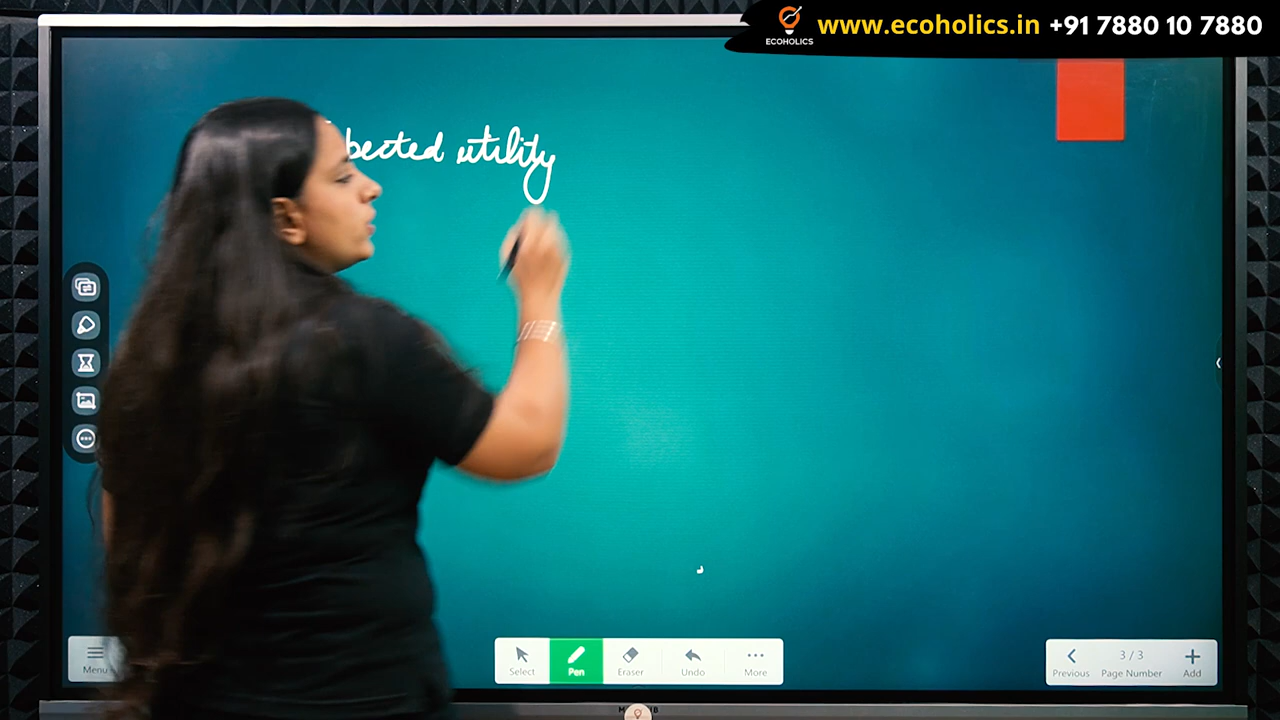 www.ecoholics.in +91 7880 10 7880
ECOHOLICS
pected utility
Menu
Select
Pen
Eraser
Undo
More
Previous
3 / 3
Page Number
Add